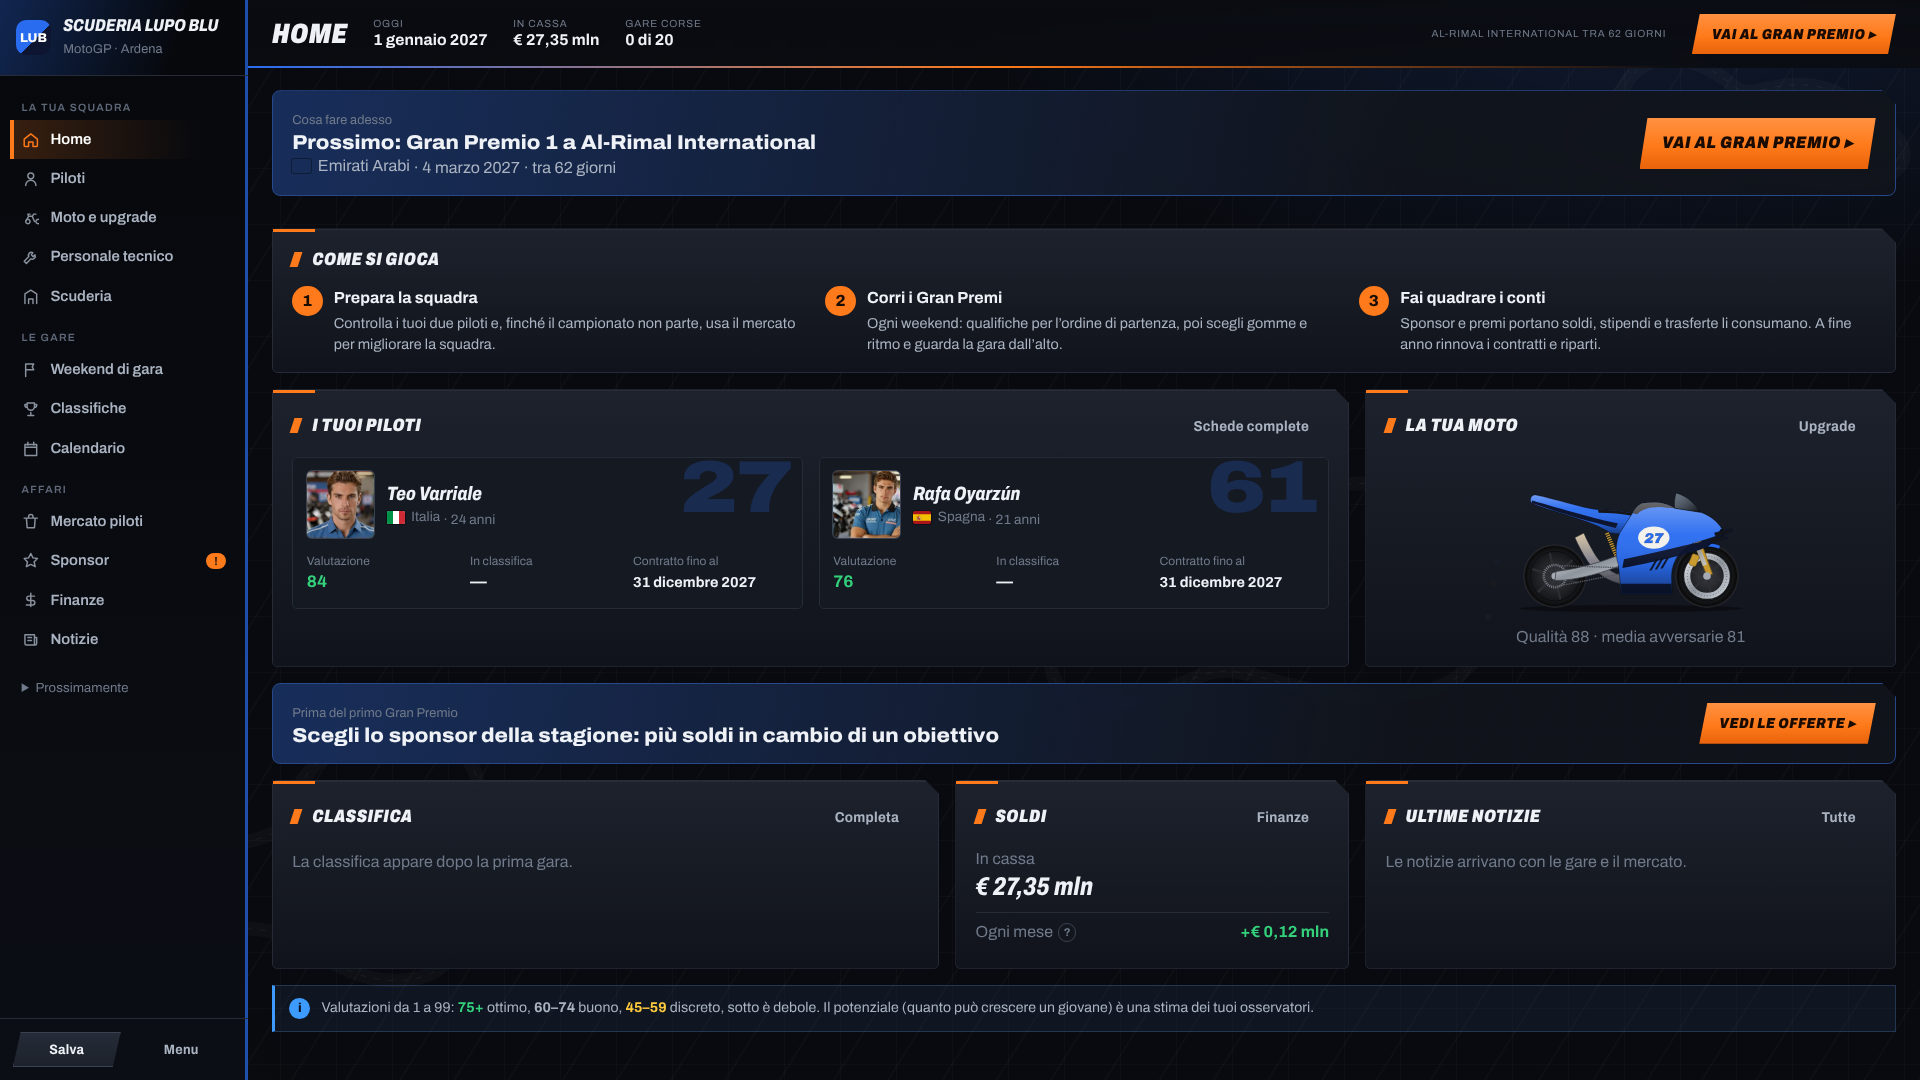 LUB
SCUDERIA LUPO BLU
MotoGP · Ardena
LA TUA SQUADRA
Home
Piloti
Moto e upgrade
Personale tecnico
Scuderia
LE GARE
Weekend di gara
Classifiche
Calendario
AFFARI
Mercato piloti
Sponsor
!
Finanze
Notizie
Prossimamente
Salva
Menu
HOME
OGGI
1 gennaio 2027
IN CASSA
€ 27,35 mln
GARE CORSE
0 di 20
AL-RIMAL INTERNATIONAL TRA 62 GIORNI
VAI AL GRAN PREMIO ▸
Cosa fare adesso
Prossimo: Gran Premio 1 a Al-Rimal International
Emirati Arabi · 4 marzo 2027 · tra 62 giorni
VAI AL GRAN PREMIO ▸
COME SI GIOCA
1
Prepara la squadra
Controlla i tuoi due piloti e, finché il campionato non parte, usa il mercato
per migliorare la squadra.
2
Corri i Gran Premi
Ogni weekend: qualifiche per l'ordine di partenza, poi scegli gomme e
ritmo e guarda la gara dall'alto.
3
Fai quadrare i conti
Sponsor e premi portano soldi, stipendi e trasferte li consumano. A fine
anno rinnova i contratti e riparti.
I TUOI PILOTI
Schede complete
Teo Varriale
Italia · 24 anni
27
Valutazione
84
In classifica
—
Contratto fino al
31 dicembre 2027
Rafa Oyarzún
Spagna · 21 anni
61
Valutazione
76
In classifica
—
Contratto fino al
31 dicembre 2027
LA TUA MOTO
Upgrade
27
Qualità 88 · media avversarie 81
Prima del primo Gran Premio
Scegli lo sponsor della stagione: più soldi in cambio di un obiettivo
VEDI LE OFFERTE ▸
CLASSIFICA
Completa
La classifica appare dopo la prima gara.
SOLDI
Finanze
In cassa
€ 27,35 mln
Ogni mese ?
+€ 0,12 mln
ULTIME NOTIZIE
Tutte
Le notizie arrivano con le gare e il mercato.
i
Valutazioni da 1 a 99: 75+ ottimo, 60–74 buono, 45–59 discreto, sotto è debole. Il potenziale (quanto può crescere un giovane) è una stima dei tuoi osservatori.